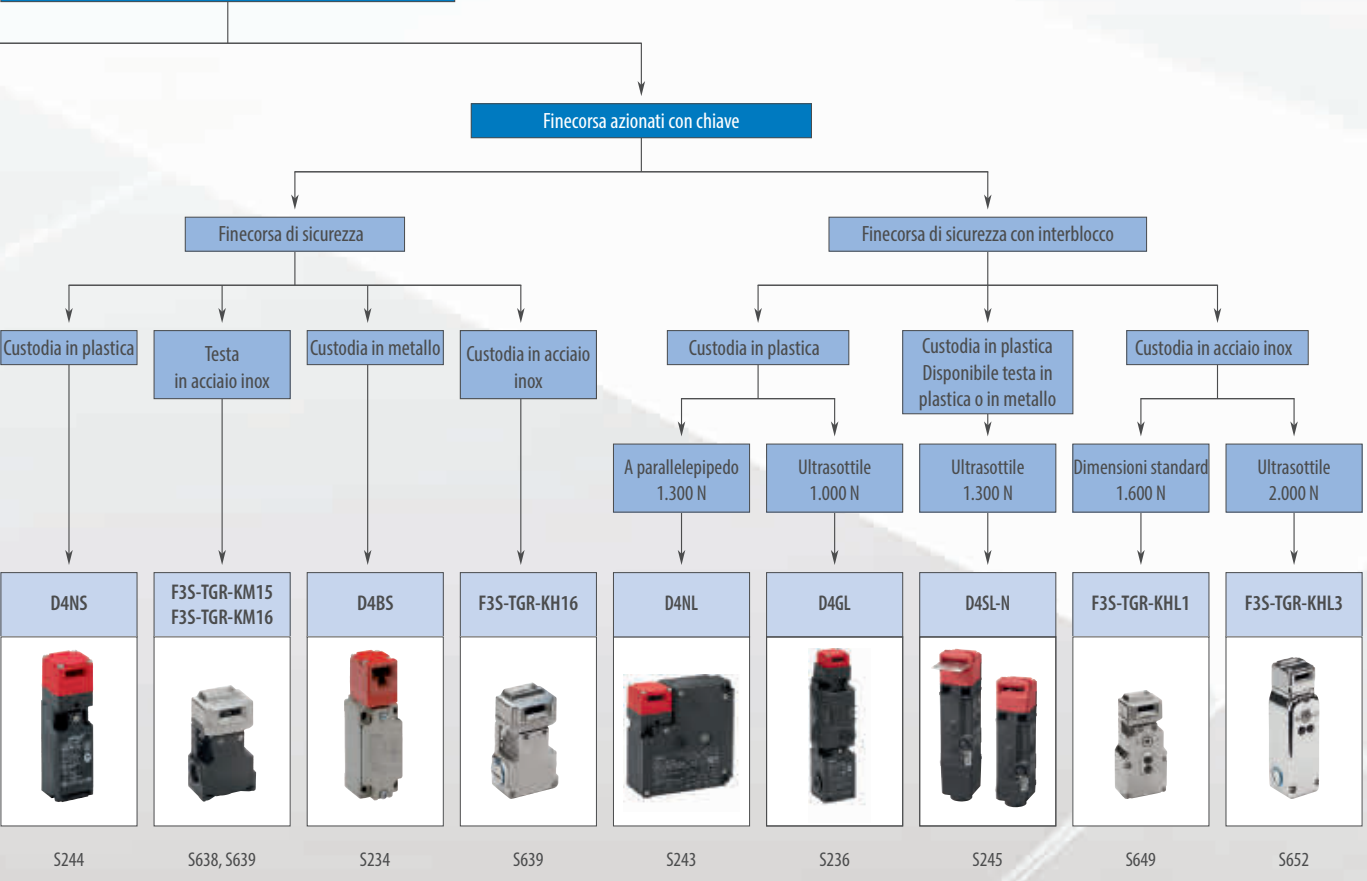 Finecorsa azionati con chiave
Finecorsa di sicurezza
Finecorsa di sicurezza con interblocco
Custodia in plastica
Testa
in acciaio inox
Custodia in metallo
Custodia in acciaio
inox
Custodia in plastica
Custodia in plastica
Disponibile testa in
plastica o in metallo
Custodia in acciaio inox
A parallelepipedo
1.300 N
Ultrasottile
1.000 N
Ultrasottile
1.300 N
Dimensioni standard
1.600 N
Ultrasottile
2.000 N
D4NS
F3S-TGR-KM15
F3S-TGR-KM16
D4BS
F3S-TGR-KH16
D4NL
D4GL
D4SL-N
F3S-TGR-KHL1
F3S-TGR-KHL3
S244
S638, S639
S234
S639
S243
S236
S245
S649
S652